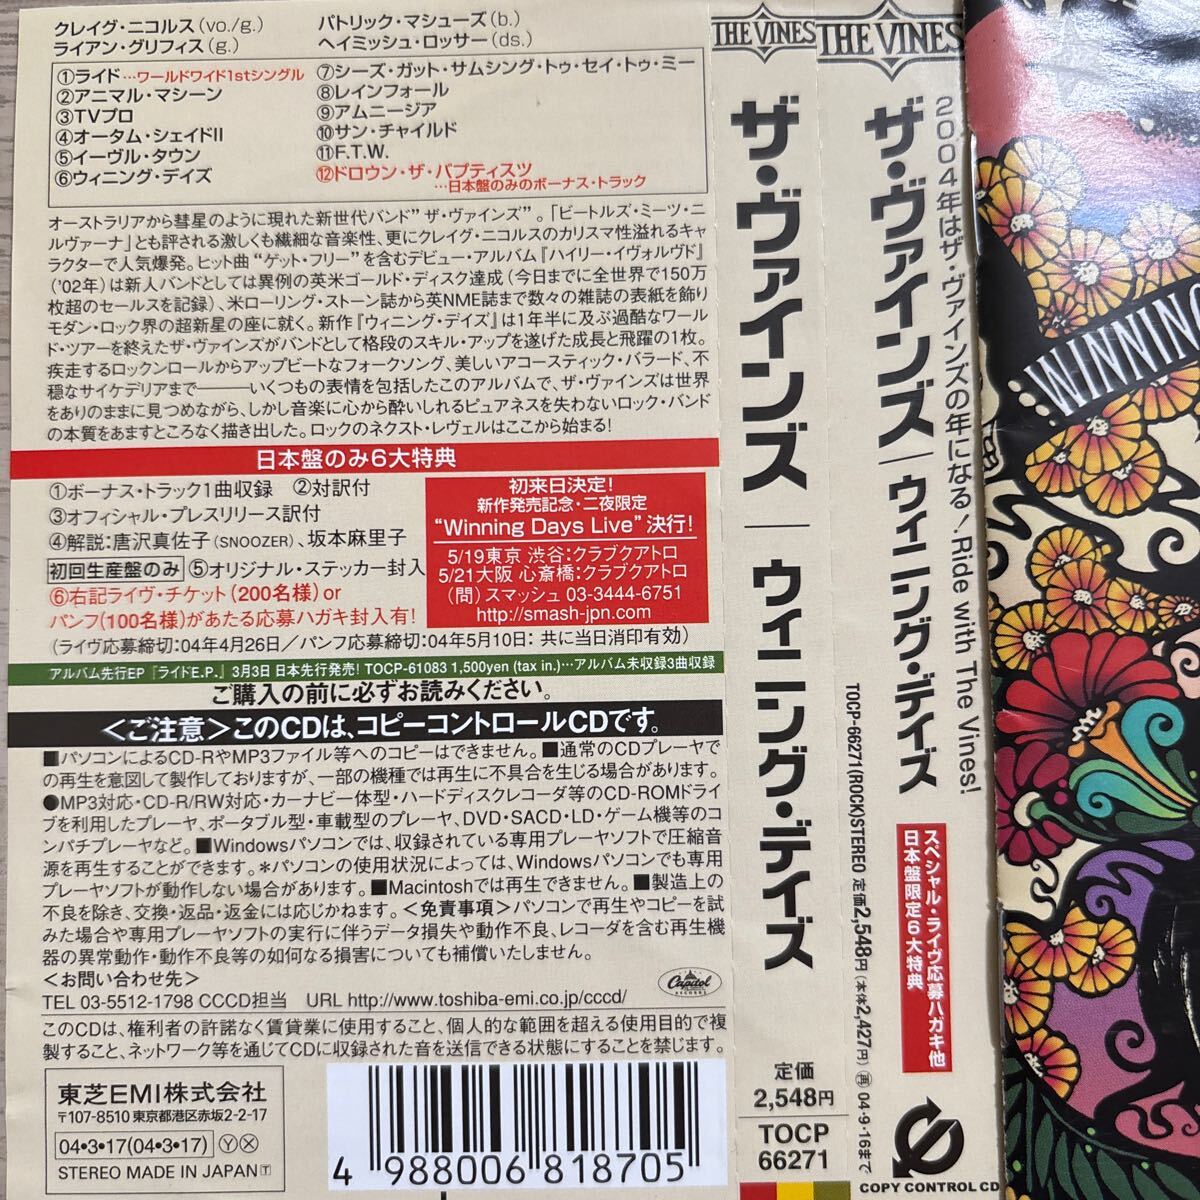 クレイグ・ニコルス (vo./g.)
ライアン・グリフィス (g.)
パトリック・マシューズ (b.)
ヘイミッシュ・ロッサー (ds.)
①ライド …ワールドワイド1stシングル
②アニマル・マシーン
③TVプロ
④オータム・シェイドII
⑤イーヴル・タウン
⑥ウィニング・デイズ
⑦シーズ・ガット・サムシング・トゥ・セイ・トゥ・ミー
⑧レインフォール
⑨アムニージア
⑩サン・チャイルド
⑪F.T.W.
⑫ドロウン・ザ・バプティスツ
…日本盤のみのボーナス・トラック
オーストラリアから彗星のように現れた新世代バンド”ザ・ヴァインズ”。「ビートルズ・ミーツ・ニ
ルヴァーナ」とも評される激しくも繊細な音楽性、更にクレイグ・ニコルスのカリスマ性溢れるキャ
ラクターで人気爆発。ヒット曲“ゲット・フリー”を含むデビュー・アルバム『ハイリー・イヴォルヴド』
('02年)は新人バンドとしては異例の英米ゴールド・ディスク達成(今日までに全世界で150万
枚超のセールスを記録)、米ローリング・ストーン誌から英NME誌まで数々の雑誌の表紙を飾り
モダン・ロック界の超新星の座に就く。新作『ウィニング・デイズ』は1年半に及ぶ過酷なワール
ド・ツアーを終えたザ・ヴァインズがバンドとして格段のスキル・アップを遂げた成長と飛躍の1枚。
疾走するロックンロールからアップビートなフォークソング、美しいアコースティック・バラード、不
穏なサイケデリアまで———いくつもの表情を包括したこのアルバムで、ザ・ヴァインズは世界
をありのままに見つめながら、しかし音楽に心から酔いしれるピュアネスを失わないロック・バンド
の本質をあますところなく描き出した。ロックのネクスト・レヴェルはここから始まる!
日本盤のみ6大特典
①ボーナス・トラック1曲収録 ②対訳付
③オフィシャル・プレスリリース訳付
④解説:唐沢真佐子(SNOOZER)、坂本麻里子
初回生産盤のみ ⑤オリジナル・ステッカー封入
⑥右記ライヴ・チケット(200名様) or
バンフ(100名様)があたる応募ハガキ封入有!
(ライヴ応募締切:04年4月26日/バンフ応募締切:04年5月10日:共に当日消印有効)
初来日決定!
新作発売記念・二夜限定
“Winning Days Live”決行!
5/19東京 渋谷:クラブクアトロ
5/21大阪 心斎橋:クラブクアトロ
(問) スマッシュ 03-3444-6751
http://smash-jpn.com
アルバム先行EP 『ライドE.P.』 3月3日 日本先行発売! TOCP-61083 1,500yen (tax in.)…アルバム未収録3曲収録
ご購入の前に必ずお読みください。
<ご注意>このCDは、コピーコントロールCDです。
■パソコンによるCD-RやMP3ファイル等へのコピーはできません。■通常のCDプレーヤで
の再生を意図して製作しておりますが、一部の機種では再生に不具合を生じる場合があります。
●MP3対応・CD-R/RW対応・カーナビ一体型・ハードディスクレコーダ等のCD-ROMドライ
ブを利用したプレーヤ、ポータブル型・車載型のプレーヤ、DVD・SACD・LD・ゲーム機等のコ
ンパチプレーヤなど。■Windowsパソコンでは、収録されている専用プレーヤソフトで圧縮音
源を再生することができます。＊パソコンの使用状況によっては、Windowsパソコンでも専用
プレーヤソフトが動作しない場合があります。■Macintoshでは再生できません。■製造上の
不良を除き、交換・返品・返金には応じかねます。<免責事項>パソコンで再生やコピーを試
みた場合や専用プレーヤソフトの実行に伴うデータ損失や動作不良、レコーダを含む再生機
器の異常動作・動作不良等の如何なる損害についても補償いたしません。
<お問い合わせ先>
TEL 03-5512-1798 CCCD担当 URL http://www.toshiba-emi.co.jp/cccd/
Capitol
RECORDS
このCDは、権利者の許諾なく賃貸業に使用すること、個人的な範囲を超える使用目的で複
製すること、ネットワーク等を通じてCDに収録された音を送信できる状態にすることを禁じます。
東芝EMI株式会社
〒107-8510 東京都港区赤坂2-2-17
04・3・17(04・3・17) Ⓨ Ⓧ
STEREO MADE IN JAPAN T
4 988006 818705
THE VINES
ザ・ヴァインズ｜ウィニング・デイズ
定価
2,548円
TOCP
66271
THE VINES
2004年はザ・ヴァインズの年になる！Ride with The Vines!
ザ・ヴァインズ｜ウィニング・デイズ
TOCP-66271(ROCK)STEREO 定価2,548円(本体2,427円) 再 04・9・16まで
スペシャル・ライヴ応募ハガキ他
日本盤限定6大特典
COPY CONTROL CD
WINNING